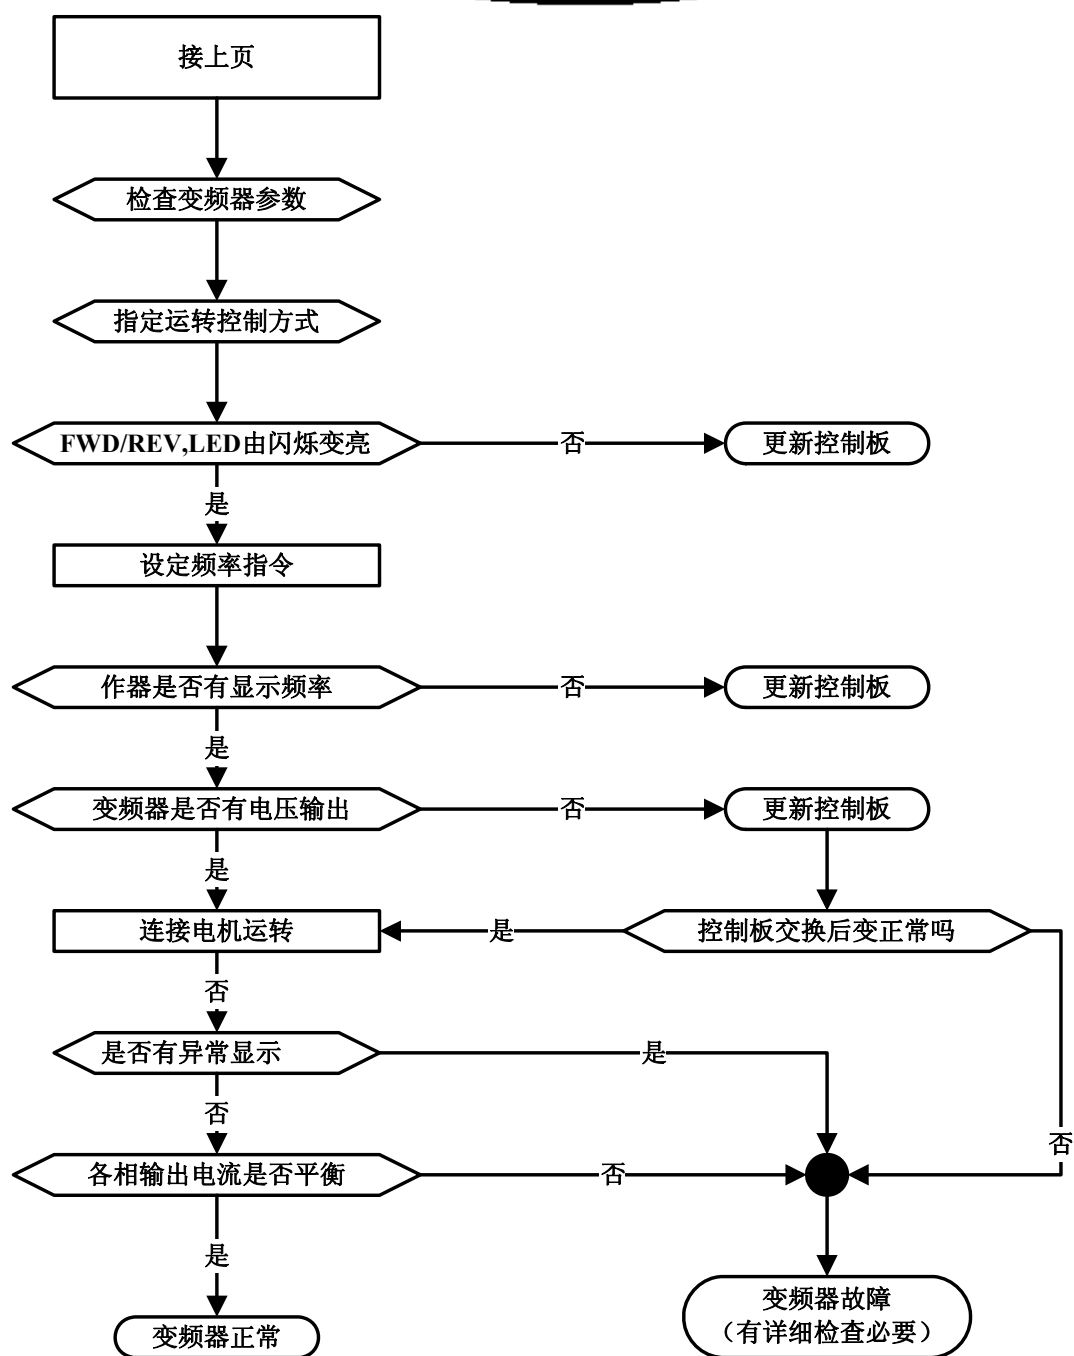 接上页
检查变频器参数
指定运转控制方式
FWD/REV,LED由闪烁变亮
否
更新控制板
是
设定频率指令
作器是否有显示频率
否
更新控制板
是
变频器是否有电压输出
否
更新控制板
是
连接电机运转
是
控制板交换后变正常吗
否
是否有异常显示
是
否
否
各相输出电流是否平衡
否
是
变频器故障
（有详细检查必要）
变频器正常